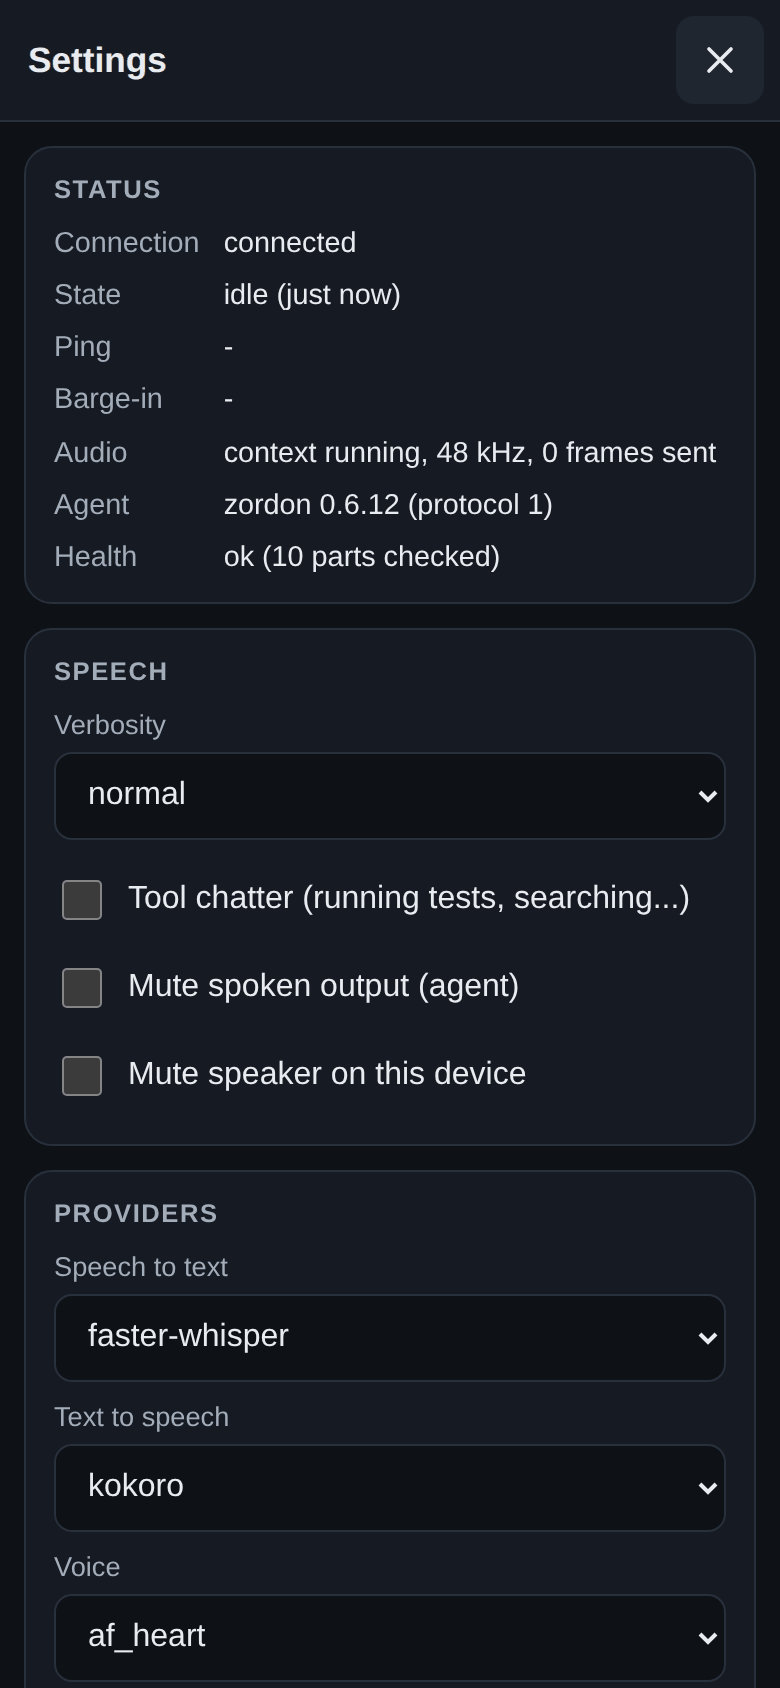 Settings
STATUS
Connection connected
State idle (just now)
Ping -
Barge-in -
Audio context running, 48 kHz, 0 frames sent
Agent zordon 0.6.12 (protocol 1)
Health ok (10 parts checked)
SPEECH
Verbosity
normal
Tool chatter (running tests, searching...)
Mute spoken output (agent)
Mute speaker on this device
PROVIDERS
Speech to text
faster-whisper
Text to speech
kokoro
Voice
af_heart